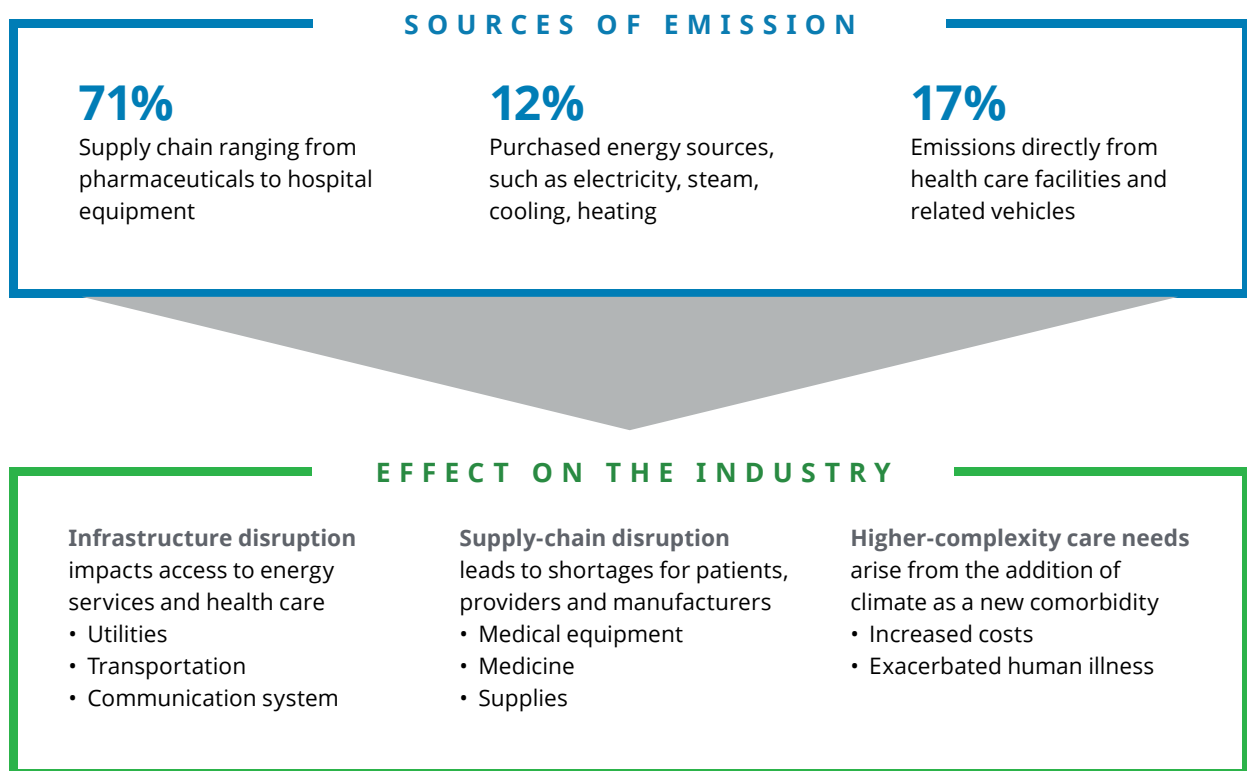 SOURCES OF EMISSION
71%
Supply chain ranging from
pharmaceuticals to hospital
equipment
12%
Purchased energy sources,
such as electricity, steam,
cooling, heating
17%
Emissions directly from
health care facilities and
related vehicles
EFFECT ON THE INDUSTRY
Infrastructure disruption
impacts access to energy
services and health care
• Utilities
• Transportation
• Communication system
Supply-chain disruption
leads to shortages for patients,
providers and manufacturers
• Medical equipment
• Medicine
• Supplies
Higher-complexity care needs
arise from the addition of
climate as a new comorbidity
• Increased costs
• Exacerbated human illness